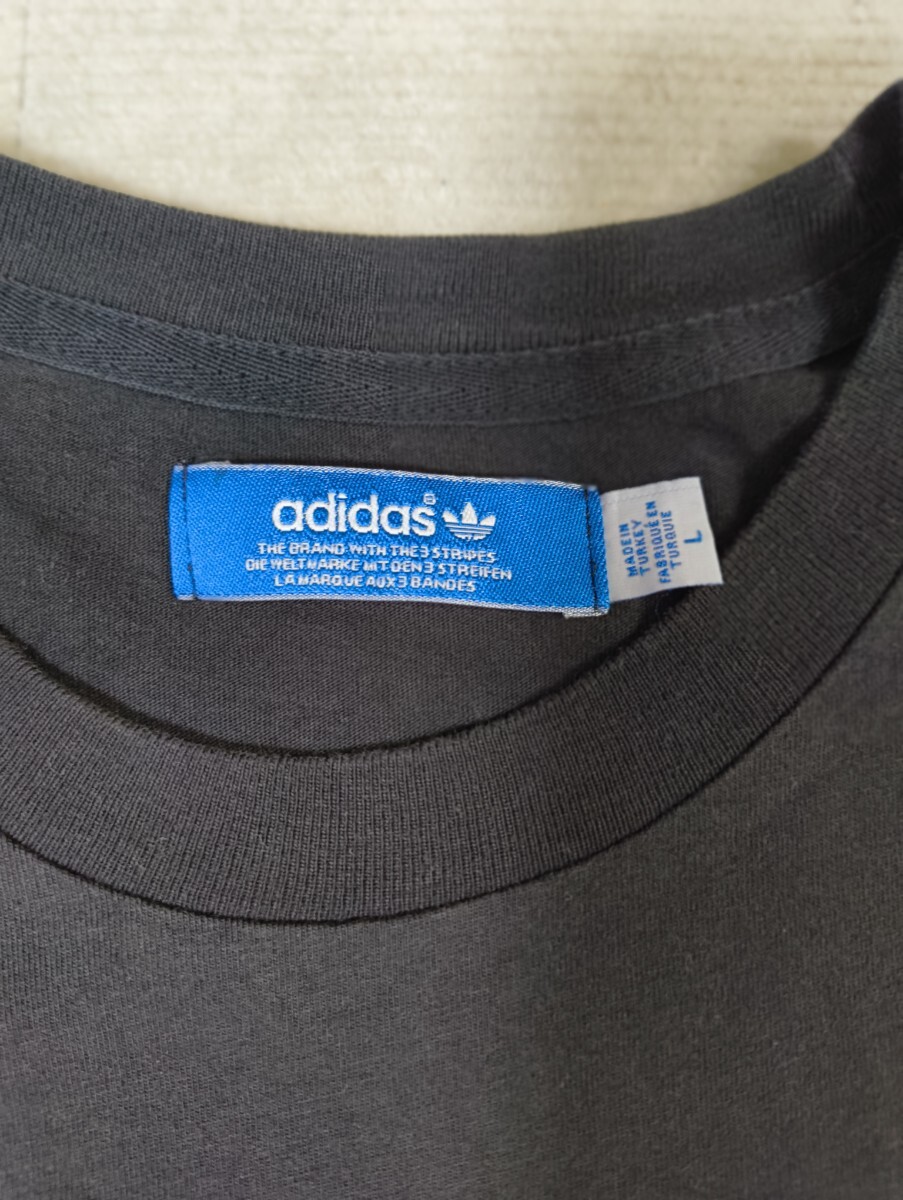 adidas®
THE BRAND WITH THE 3 STRIPES
DIE WELTMARKE MIT DEN 3 STREIFEN
LA MARQUE AUX 3 BANDES
MADE IN
TURKEY
FABRIQUÉ EN
TURQUIE
L